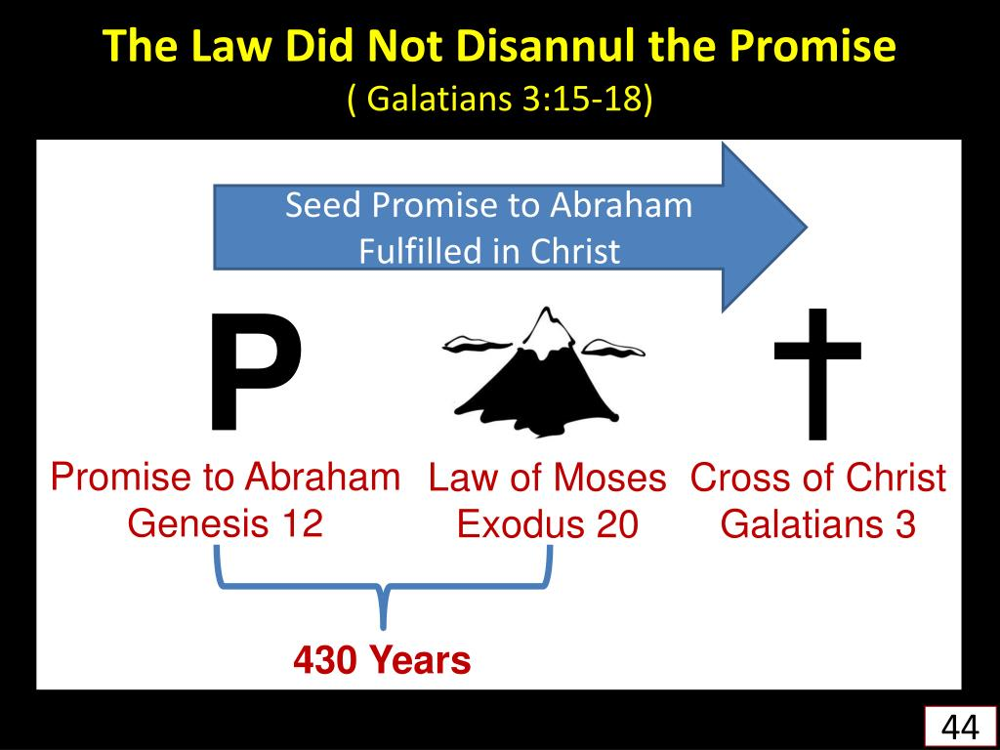 The Law Did Not Disannul the Promise
( Galatians 3:15-18)
Seed Promise to Abraham
Fulfilled in Christ
P
Promise to Abraham
Genesis 12
Law of Moses
Exodus 20
Cross of Christ
Galatians 3
430 Years
44